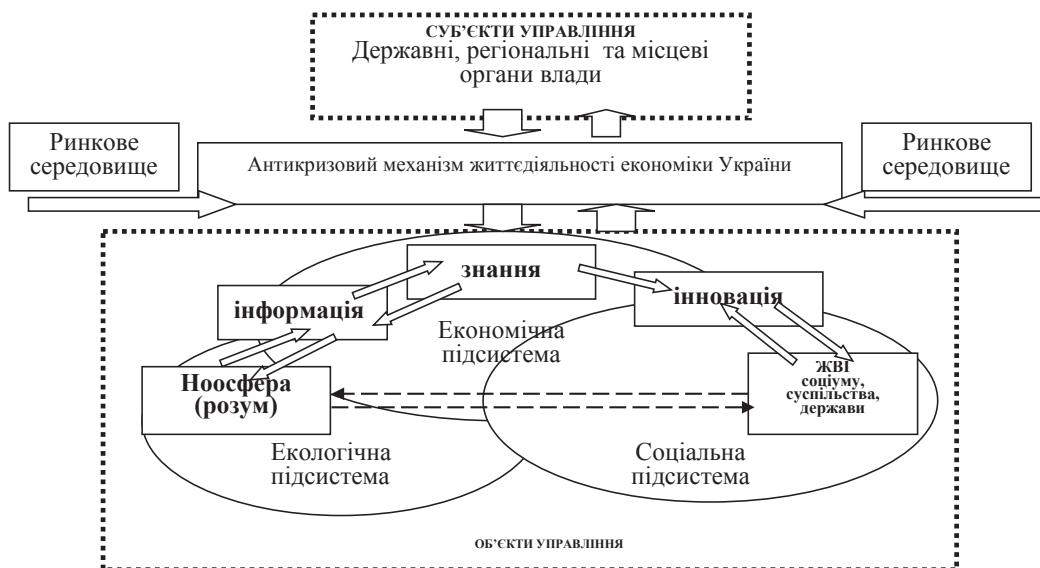 СУБ’ЄКТИ УПРАВЛІННЯ
Державні, регіональні та місцеві
органи влади
Ринкове
середовище
Антикризовий механізм життєдіяльності економіки України
Ринкове
середовище
знання
інформація
інновація
Економічна
підсистема
Ноосфера
(розум)
ЖВІ
соціуму,
суспільства,
держави
Екологічна
підсистема
Соціальна
підсистема
ОБ’ЄКТИ УПРАВЛІННЯ